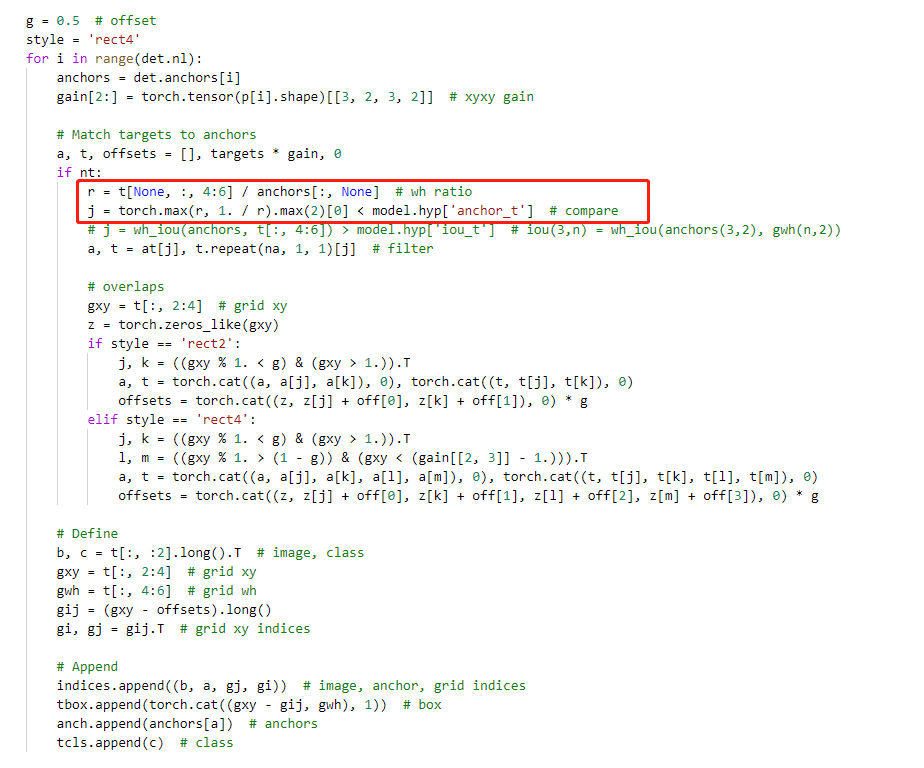 g = 0.5  # offset
style = 'rect4'
for i in range(det.nl):
    anchors = det.anchors[i]
    gain[2:] = torch.tensor(p[i].shape)[[3, 2, 3, 2]]  # xyxy gain

    # Match targets to anchors
    a, t, offsets = [], targets * gain, 0
    if nt:
        r = t[None, :, 4:6] / anchors[:, None]  # wh ratio
        j = torch.max(r, 1. / r).max(2)[0] < model.hyp['anchor_t']  # compare
        # j = wh_iou(anchors, t[:, 4:6]) > model.hyp['iou_t']  # iou(3,n) = wh_iou(anchors(3,2), gwh(n,2))
        a, t = at[j], t.repeat(na, 1, 1)[j]  # filter

        # overlaps
        gxy = t[:, 2:4]  # grid xy
        z = torch.zeros_like(gxy)
        if style == 'rect2':
            j, k = ((gxy % 1. < g) & (gxy > 1.)).T
            a, t = torch.cat((a, a[j], a[k]), 0), torch.cat((t, t[j], t[k]), 0)
            offsets = torch.cat((z, z[j] + off[0], z[k] + off[1]), 0) * g
        elif style == 'rect4':
            j, k = ((gxy % 1. < g) & (gxy > 1.)).T
            l, m = ((gxy % 1. > (1 - g)) & (gxy < (gain[[2, 3]] - 1.))).T
            a, t = torch.cat((a, a[j], a[k], a[l], a[m]), 0), torch.cat((t, t[j], t[k], t[l], t[m]), 0)
            offsets = torch.cat((z, z[j] + off[0], z[k] + off[1], z[l] + off[2], z[m] + off[3]), 0) * g

    # Define
    b, c = t[:, :2].long().T  # image, class
    gxy = t[:, 2:4]  # grid xy
    gwh = t[:, 4:6]  # grid wh
    gij = (gxy - offsets).long()
    gi, gj = gij.T  # grid xy indices

    # Append
    indices.append((b, a, gj, gi))  # image, anchor, grid indices
    tbox.append(torch.cat((gxy - gij, gwh), 1))  # box
    anch.append(anchors[a])  # anchors
    tcls.append(c)  # class